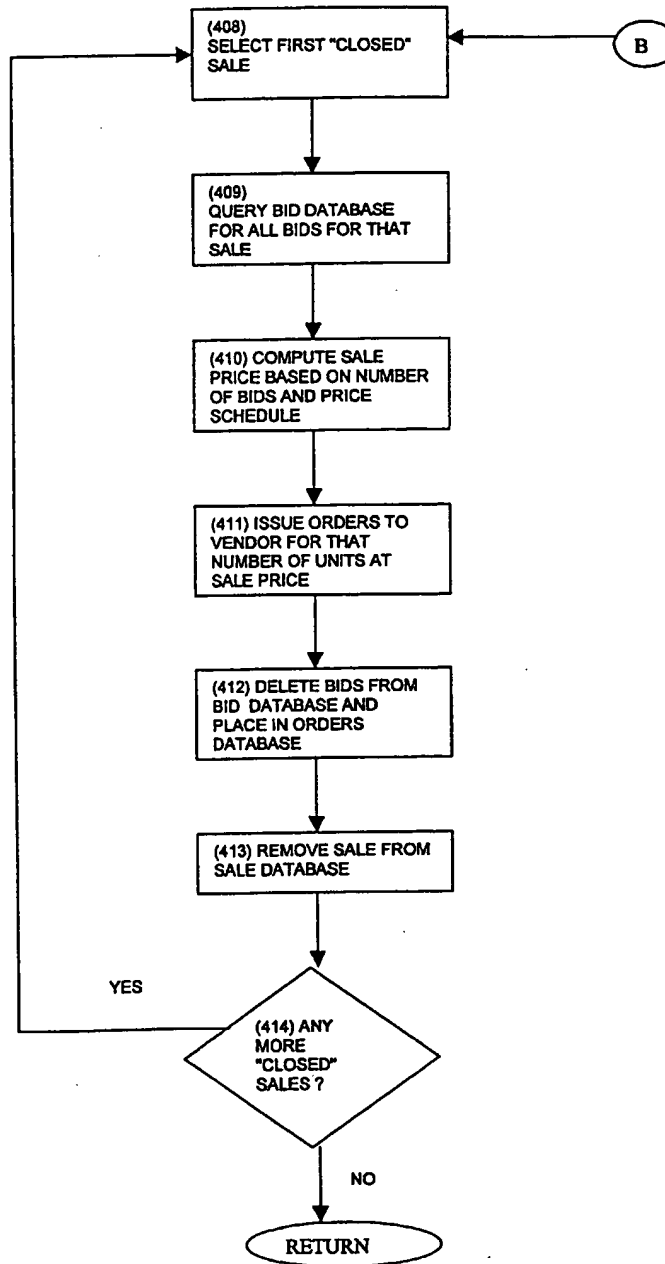 (408)
SELECT FIRST "CLOSED"
SALE
B
(409)
QUERY BID DATABASE
FOR ALL BIDS FOR THAT
SALE
(410) COMPUTE SALE
PRICE BASED ON NUMBER
OF BIDS AND PRICE
SCHEDULE
(411) ISSUE ORDERS TO
VENDOR FOR THAT
NUMBER OF UNITS AT
SALE PRICE
(412) DELETE BIDS FROM
BID DATABASE AND
PLACE IN ORDERS
DATABASE
(413) REMOVE SALE FROM
SALE DATABASE
YES
(414) ANY
MORE
"CLOSED"
SALES ?
NO
RETURN